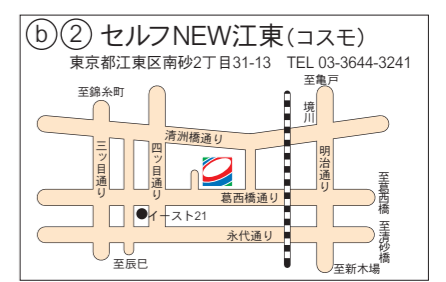 ⓑ② セルフNEW江東(コスモ)
東京都江東区南砂2丁目31-13 TEL 03-3644-3241
至錦糸町
至亀戸
境川
清洲橋通り
三ッ目通り
四ッ目通り
明治通り
葛西橋通り
至葛西橋
イースト21
永代通り
至清砂橋
至辰巳
至新木場